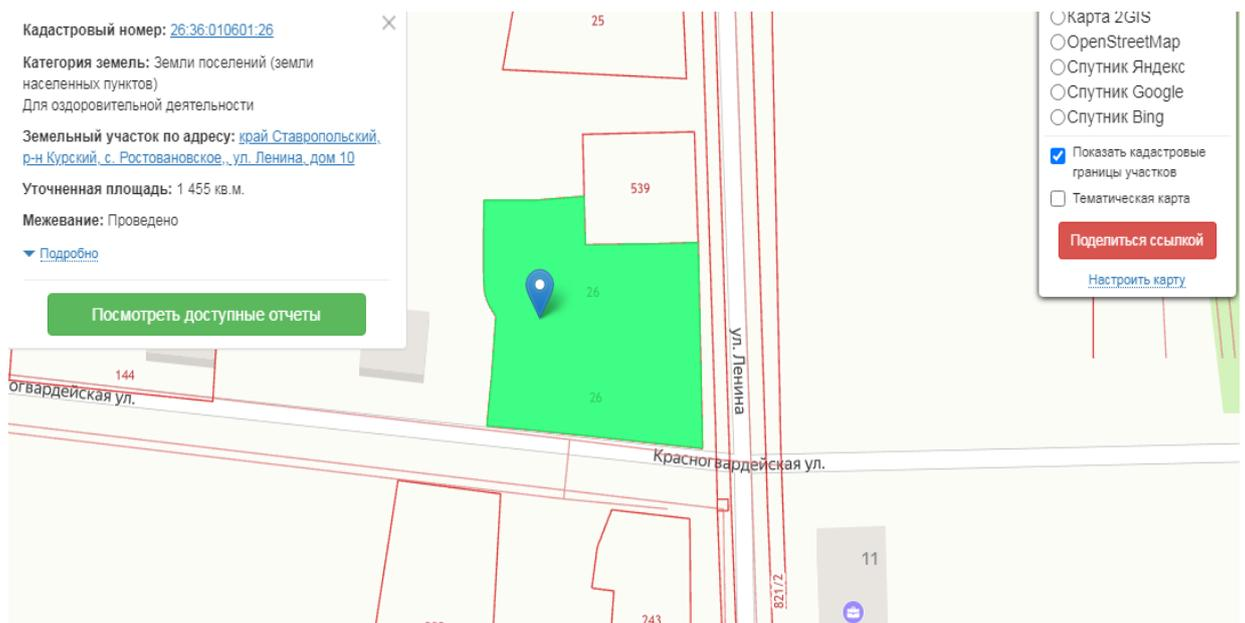 Кадастровый номер: 26:36:010601:26
Категория земель: Земли поселений (земли
населенных пунктов)
Для оздоровительной деятельности
Земельный участок по адресу: край Ставропольский,
р-н Курский, с. Ростовановское,, ул. Ленина, дом 10
Уточненная площадь: 1 455 кв.м.
Межевание: Проведено
Подробно
Посмотреть доступные отчеты
25
539
26
26
144
огвардейская ул.
ул. Ленина
Красногвардейская ул.
821/2
11
243
Карта 2GIS
OpenStreetMap
Спутник Яндекс
Спутник Google
Спутник Bing
Показать кадастровые
границы участков
Тематическая карта
Поделиться ссылкой
Настроить карту